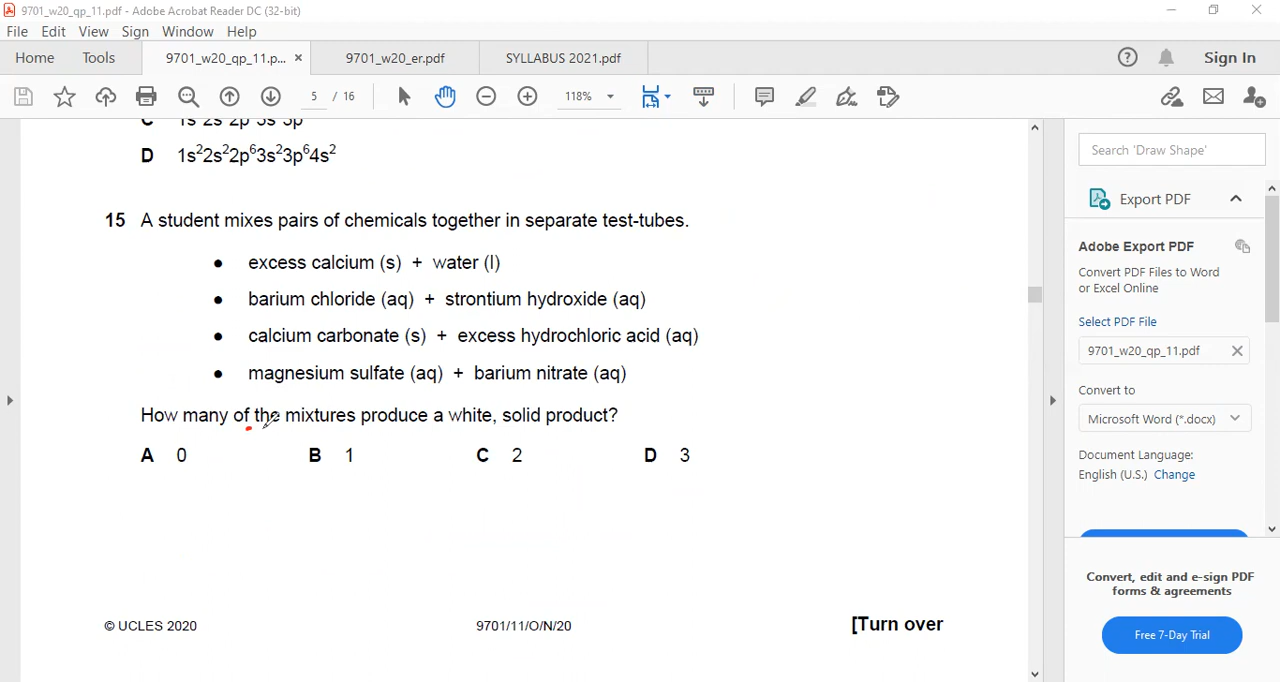 9701_w20_qp_11.pdf - Adobe Acrobat Reader DC (32-bit)
File Edit View Sign Window Help
Home Tools 9701_w20_qp_11.p... × 9701_w20_er.pdf SYLLABUS 2021.pdf Sign In
5 / 16 118%
D 1s²2s²2p⁶3s²3p⁶4s²
15 A student mixes pairs of chemicals together in separate test-tubes.
● excess calcium (s) + water (l)
● barium chloride (aq) + strontium hydroxide (aq)
● calcium carbonate (s) + excess hydrochloric acid (aq)
● magnesium sulfate (aq) + barium nitrate (aq)
How many of the mixtures produce a white, solid product?
A 0 B 1 C 2 D 3
© UCLES 2020 9701/11/O/N/20 [Turn over
Search 'Draw Shape'
Export PDF
Adobe Export PDF
Convert PDF Files to Word
or Excel Online
Select PDF File
9701_w20_qp_11.pdf
Convert to
Microsoft Word (*.docx)
Document Language:
English (U.S.) Change
Convert, edit and e-sign PDF
forms & agreements
Free 7-Day Trial